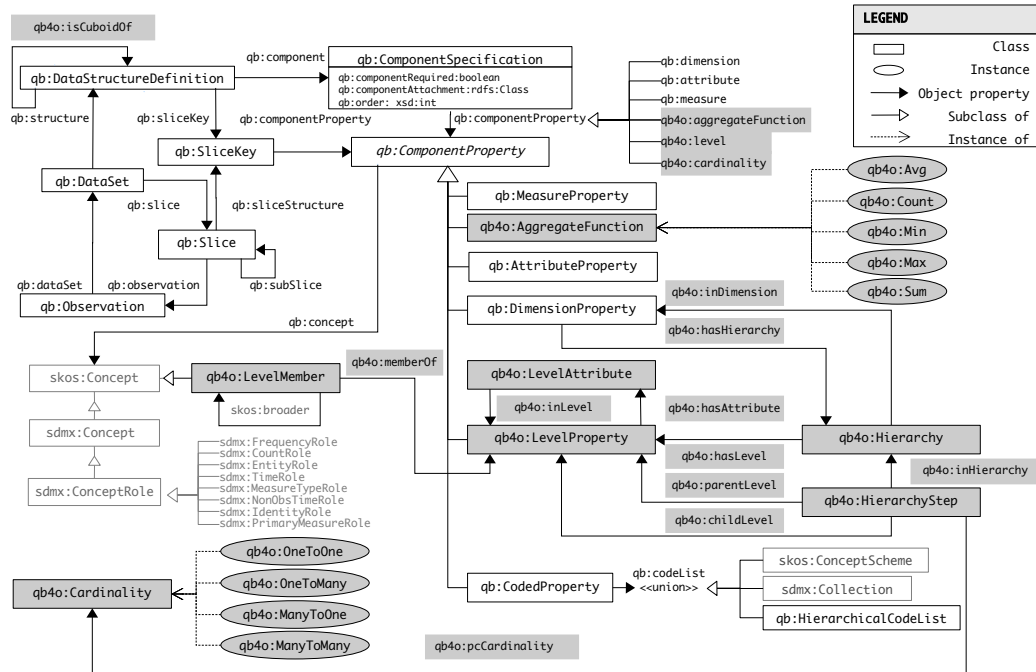 qb4o:isCuboidOf
qb:component
qb:ComponentSpecification
qb:componentRequired:boolean
qb:componentAttachment:rdfs:Class
qb:order: xsd:int
qb:DataStructureDefinition
qb:structure
qb:sliceKey
qb:componentProperty
qb:componentProperty
qb:dimension
qb:attribute
qb:measure
qb4o:aggregateFunction
qb4o:level
qb4o:cardinality
LEGEND
Class
Instance
Object property
Subclass of
Instance of
qb:SliceKey
qb:ComponentProperty
qb:DataSet
qb:slice
qb:sliceStructure
qb:Slice
qb:subSlice
qb:dataSet
qb:observation
qb:Observation
qb:concept
qb:MeasureProperty
qb4o:AggregateFunction
qb:AttributeProperty
qb:DimensionProperty
qb4o:Avg
qb4o:Count
qb4o:Min
qb4o:Max
qb4o:Sum
qb4o:inDimension
qb4o:hasHierarchy
qb4o:memberOf
skos:Concept
qb4o:LevelMember
skos:broader
qb4o:LevelAttribute
qb4o:inLevel
qb4o:hasAttribute
qb4o:LevelProperty
qb4o:hasLevel
qb4o:Hierarchy
qb4o:parentLevel
qb4o:inHierarchy
qb4o:HierarchyStep
qb4o:childLevel
sdmx:Concept
sdmx:ConceptRole
sdmx:FrequencyRole
sdmx:CountRole
sdmx:EntityRole
sdmx:TimeRole
sdmx:MeasureTypeRole
sdmx:NonObsTimeRole
sdmx:IdentityRole
sdmx:PrimaryMeasureRole
qb4o:Cardinality
qb4o:OneToOne
qb4o:OneToMany
qb4o:ManyToOne
qb4o:ManyToMany
qb:CodedProperty
qb:codeList
<<union>>
skos:ConceptScheme
sdmx:Collection
qb:HierarchicalCodeList
qb4o:pcCardinality